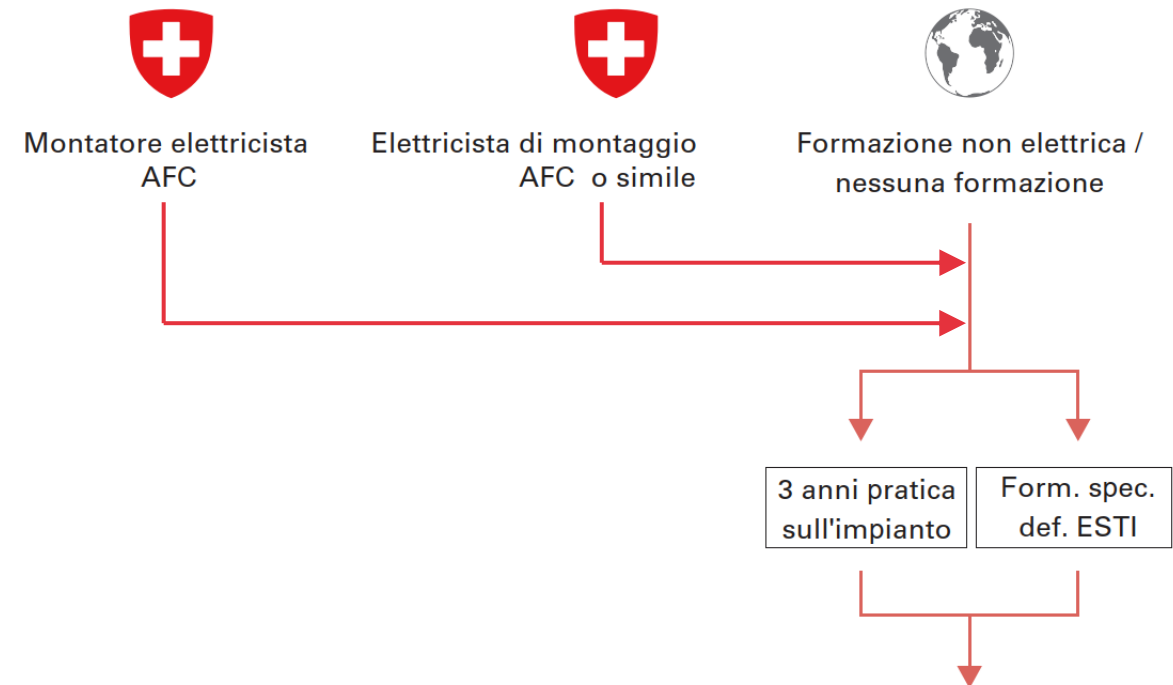 Montatore elettricista
AFC
Elettricista di montaggio
AFC o simile
Formazione non elettrica /
nessuna formazione
3 anni pratica
sull'impianto
Form. spec.
def. ESTI